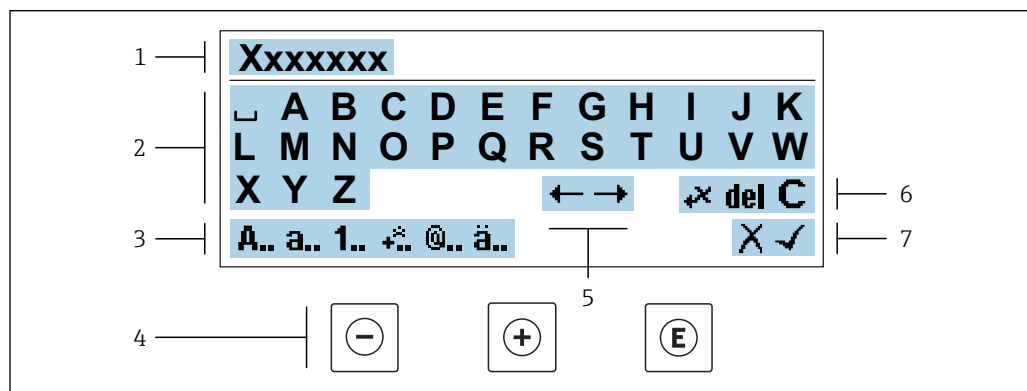 1 Xxxxxxx
2 ␣ A B C D E F G H I J K
L M N O P Q R S T U V W
X Y Z ← → +× del C 6
3 A.. a.. 1.. +×.. @.. ä.. X ✓ 7
5
4 − + E